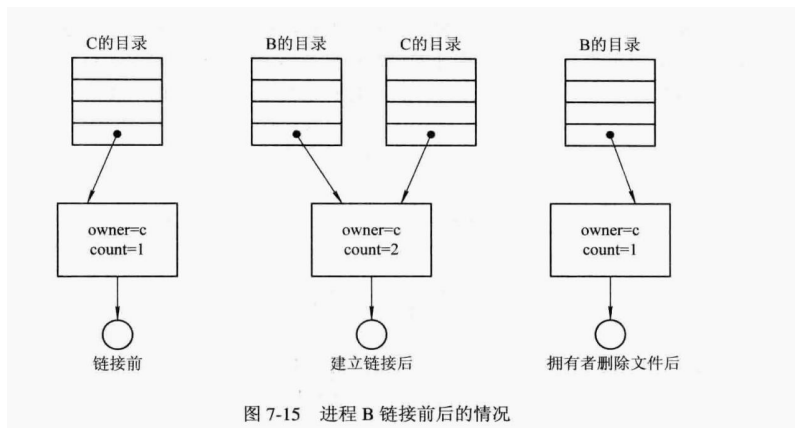 C的目录
B的目录
C的目录
B的目录
owner=c
count=1
owner=c
count=2
owner=c
count=1
链接前
建立链接后
拥有者删除文件后
图 7-15 进程 B 链接前后的情况